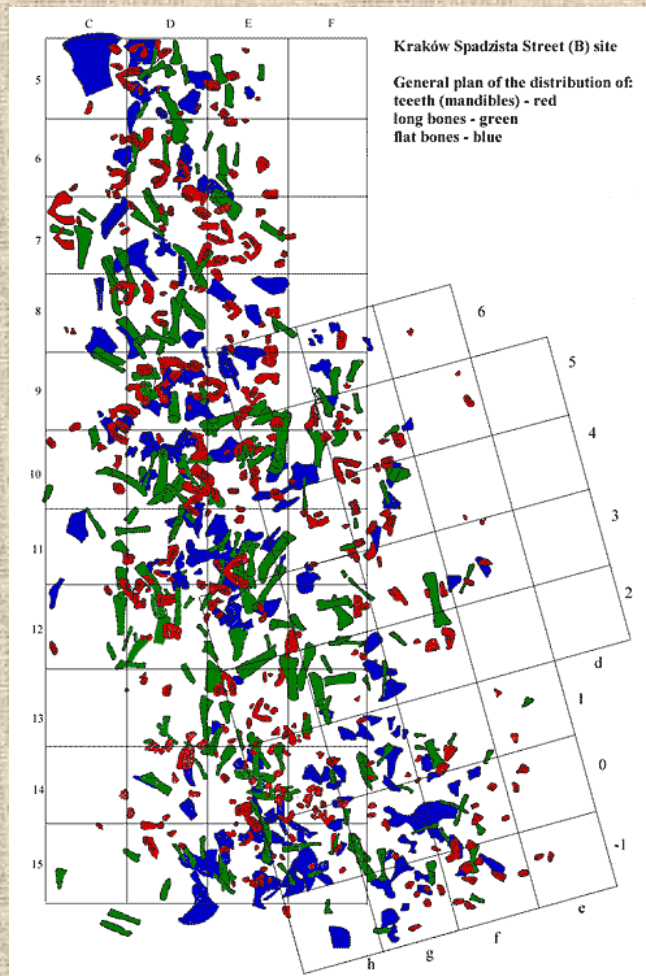 C D E F
Kraków Spadzista Street (B) site
General plan of the distribution of:
teeeth (mandibles) - red
long bones - green
flat bones - blue
5
6
7
8
9
10
11
12
13
14
15
6
5
4
3
2
d
1
0
-1
e
f
g
h